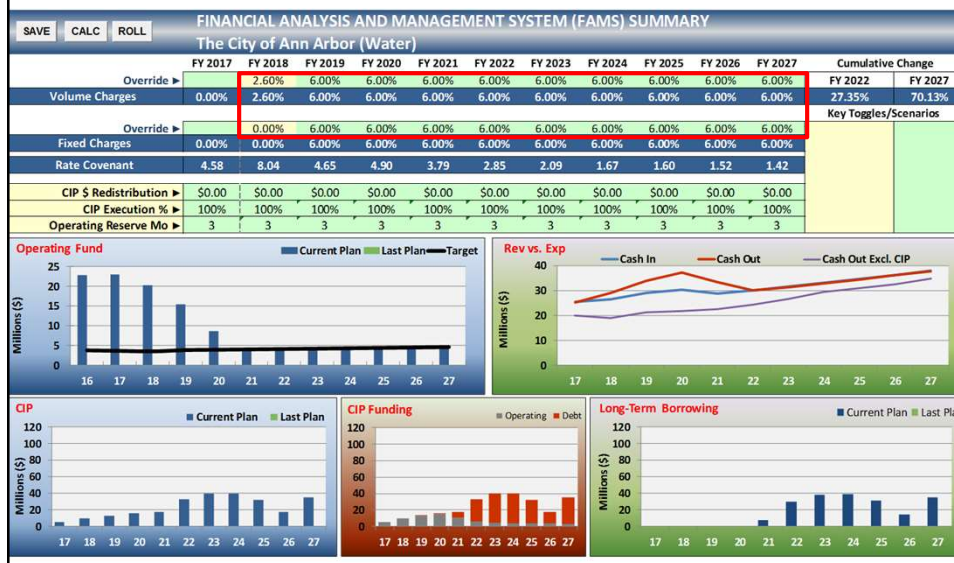 SAVE CALC ROLL
FINANCIAL ANALYSIS AND MANAGEMENT SYSTEM (FAMS) SUMMARY
The City of Ann Arbor (Water)
FY 2017 FY 2018 FY 2019 FY 2020 FY 2021 FY 2022 FY 2023 FY 2024 FY 2025 FY 2026 FY 2027 Cumulative Change
Override ► 2.60% 6.00% 6.00% 6.00% 6.00% 6.00% 6.00% 6.00% 6.00% 6.00% FY 2022 FY 2027
Volume Charges 0.00% 2.60% 6.00% 6.00% 6.00% 6.00% 6.00% 6.00% 6.00% 6.00% 6.00% 27.35% 70.13%
Key Toggles/Scenarios
Override ► 0.00% 6.00% 6.00% 6.00% 6.00% 6.00% 6.00% 6.00% 6.00% 6.00%
Fixed Charges 0.00% 0.00% 6.00% 6.00% 6.00% 6.00% 6.00% 6.00% 6.00% 6.00% 6.00%
Rate Covenant 4.58 8.04 4.65 4.90 3.79 2.85 2.09 1.67 1.60 1.52 1.42
CIP $ Redistribution ► $0.00 $0.00 $0.00 $0.00 $0.00 $0.00 $0.00 $0.00 $0.00 $0.00 $0.00
CIP Execution % ► 100% 100% 100% 100% 100% 100% 100% 100% 100% 100% 100%
Operating Reserve Mo ► 3 3 3 3 3 3 3 3 3 3 3
Operating Fund
Current Plan Last Plan Target
Millions ($)
25
20
15
10
5
0
16 17 18 19 20 21 22 23 24 25 26 27
Rev vs. Exp
Cash In Cash Out Cash Out Excl. CIP
Millions ($)
40
30
20
10
0
17 18 19 20 21 22 23 24 25 26 27
CIP
Current Plan Last Plan
Millions ($)
120
100
80
60
40
20
0
17 18 19 20 21 22 23 24 25 26 27
CIP Funding
Operating Debt
120
100
80
60
40
20
0
17 18 19 20 21 22 23 24 25 26 27
Long-Term Borrowing
Current Plan Last Pla
Millions ($)
120
100
80
60
40
20
0
17 18 19 20 21 22 23 24 25 26 27